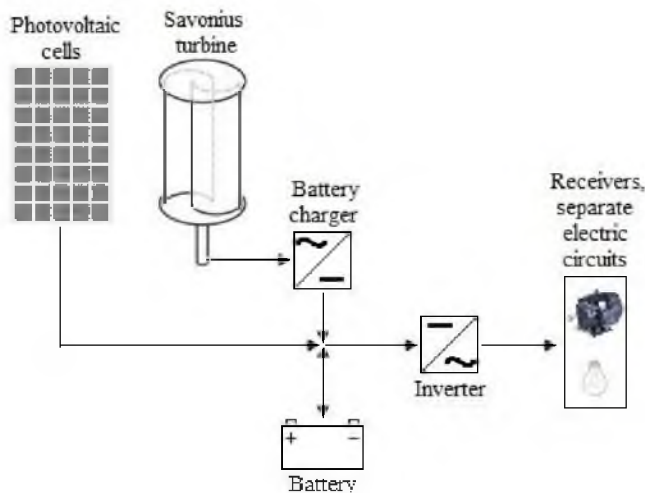 Photovoltaic
cells
Savonius
turbine
Battery
charger
Receivers,
separate
electric
circuits
Inverter
+ −
Battery